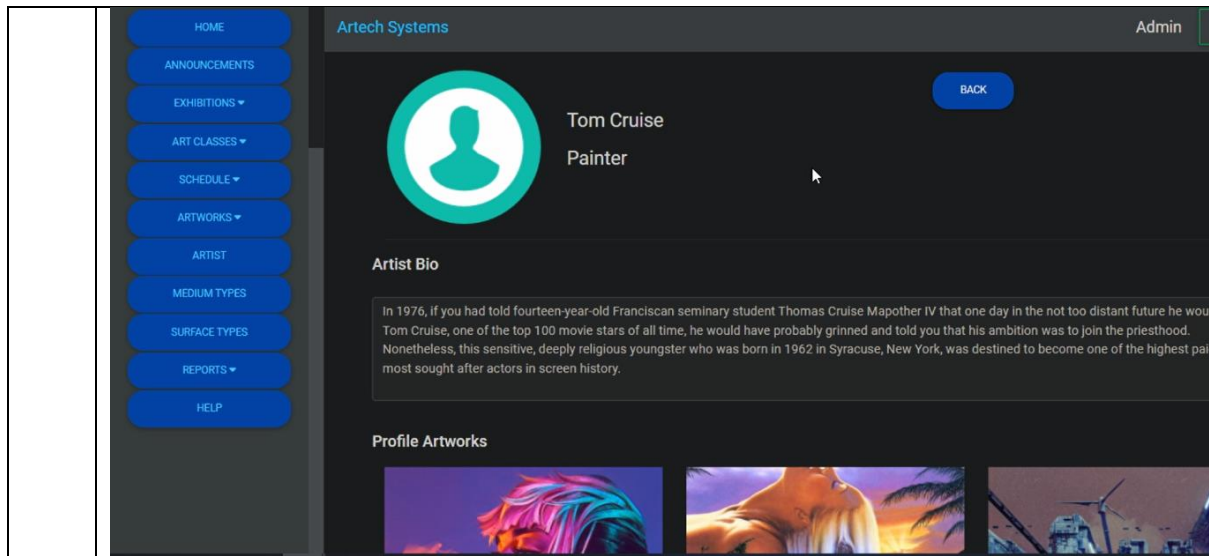 HOME
Artech Systems
Admin
ANNOUNCEMENTS
EXHIBITIONS
ART CLASSES
SCHEDULE
ARTWORKS
ARTIST
MEDIUM TYPES
SURFACE TYPES
REPORTS
HELP
BACK
Tom Cruise
Painter
Artist Bio
In 1976, if you had told fourteen-year-old Franciscan seminary student Thomas Cruise Mapother IV that one day in the not too distant future he wou
Tom Cruise, one of the top 100 movie stars of all time, he would have probably grinned and told you that his ambition was to join the priesthood.
Nonetheless, this sensitive, deeply religious youngster who was born in 1962 in Syracuse, New York, was destined to become one of the highest pai
most sought after actors in screen history.
Profile Artworks